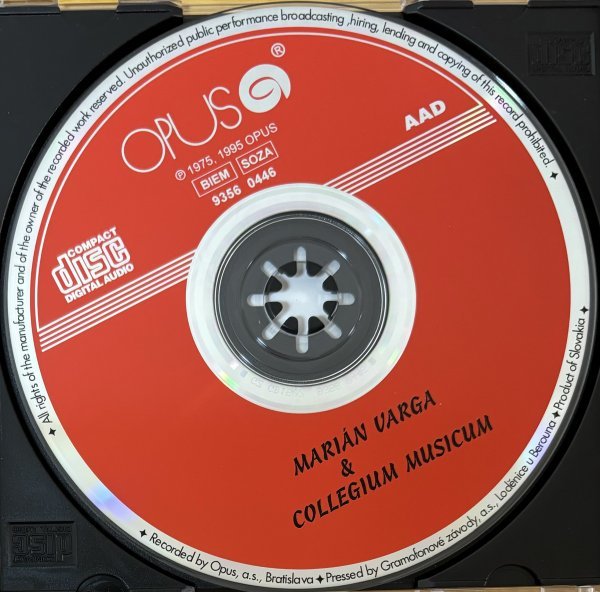 All rights of the manufacturer and of the owner of the recorded work reserved. Unauthorized public performance broadcasting ,hiring, lending and copying of this record prohibited.
OPUS ®
℗ 1975, 1995 OPUS
BIEM SOZA
9356 0446
AAD
COMPACT
disc
DIGITAL AUDIO
MARIÁN VARGA
&
COLLEGIUM MUSICUM
Recorded by Opus, a.s., Bratislava ✦ Pressed by Gramofonové závody, a.s., Loděnice u Berouna ✦ Product of Slovakia ✦